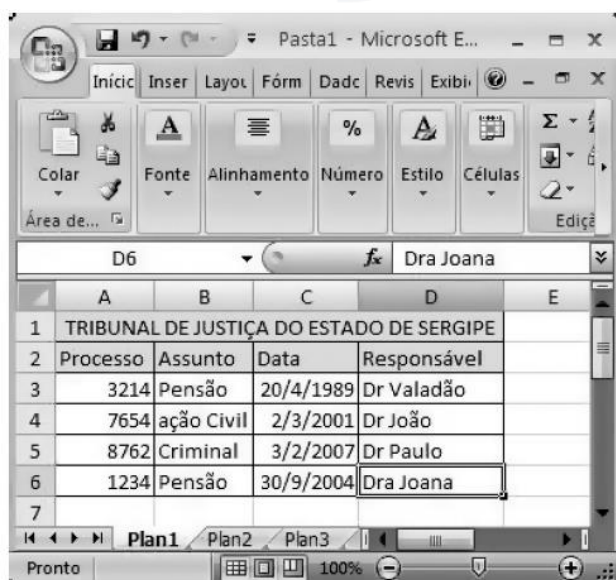 Pasta1 - Microsoft E...
Iníci Inser Layou Fórm Dadc Revis Exibi
Colar Fonte Alinhamento Número Estilo Células
Área de... Ediçã
D6 fx Dra Joana
A B C D E
1 TRIBUNAL DE JUSTIÇA DO ESTADO DE SERGIPE
2 Processo Assunto Data Responsável
3 3214 Pensão 20/4/1989 Dr Valadão
4 7654 ação Civil 2/3/2001 Dr João
5 8762 Criminal 3/2/2007 Dr Paulo
6 1234 Pensão 30/9/2004 Dra Joana
7
Plan1 Plan2 Plan3
Pronto 100%